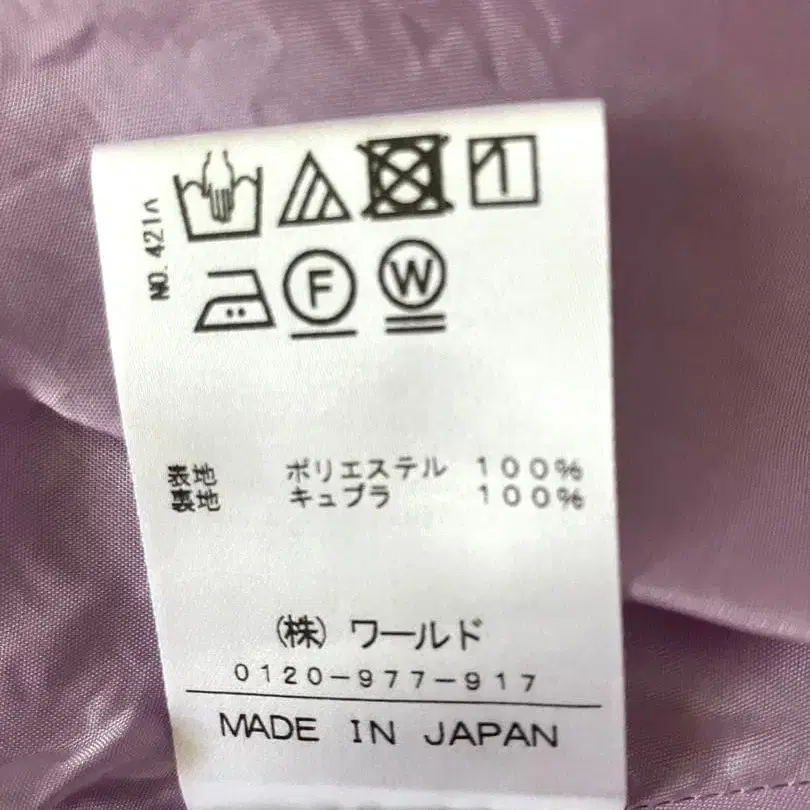 NO. 421ハ
F W
表地 ポリエステル 100%
裏地 キュプラ 100%
(株) ワールド
0120-977-917
MADE IN JAPAN